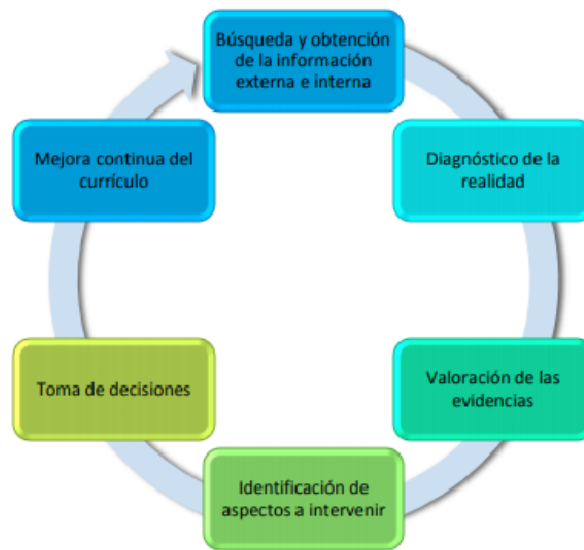 Búsqueda y obtención
de la información
externa e interna
Diagnóstico de la
realidad
Valoración de las
evidencias
Identificación de
aspectos a intervenir
Toma de decisiones
Mejora continua del
currículo